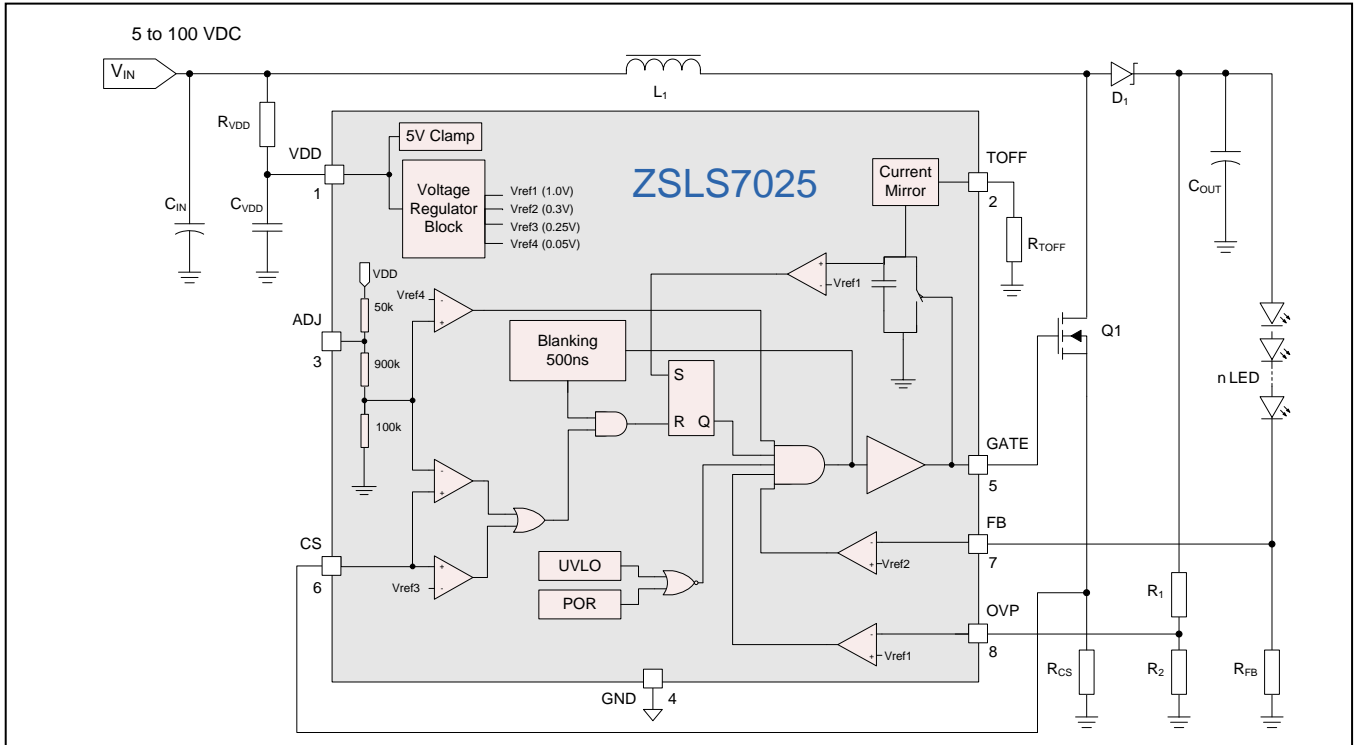 5 to 100 VDC
VIN
L1
D1
RVDD
CIN
CVDD
VDD
1
5V Clamp
Voltage
Regulator
Block
Vref1 (1.0V)
Vref2 (0.3V)
Vref3 (0.25V)
Vref4 (0.05V)
ZSLS7025
Current
Mirror
TOFF
2
RTOFF
COUT
VDD
50k
ADJ
3
900k
100k
Vref4
-
+
Vref1
+
-
Blanking
500ns
S
R Q
Q1
n LED
GATE
5
-
+
CS
6
+
-
Vref3
UVLO
POR
FB
7
-
+
Vref2
OVP
8
-
+
Vref1
GND 4
R1
R2
RCS
RFB